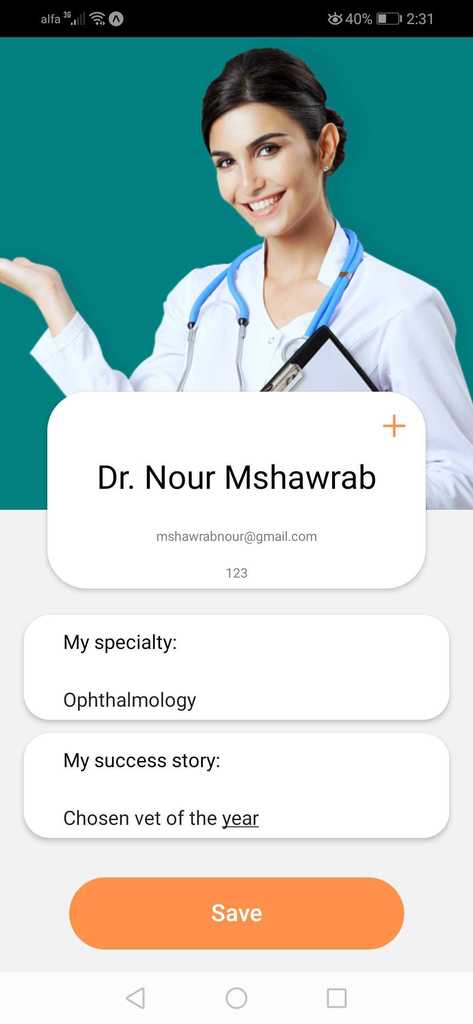 alfa 3G 40% 2:31
Dr. Nour Mshawrab
mshawrabnour@gmail.com
123
My specialty:
Ophthalmology
My success story:
Chosen vet of the year
Save